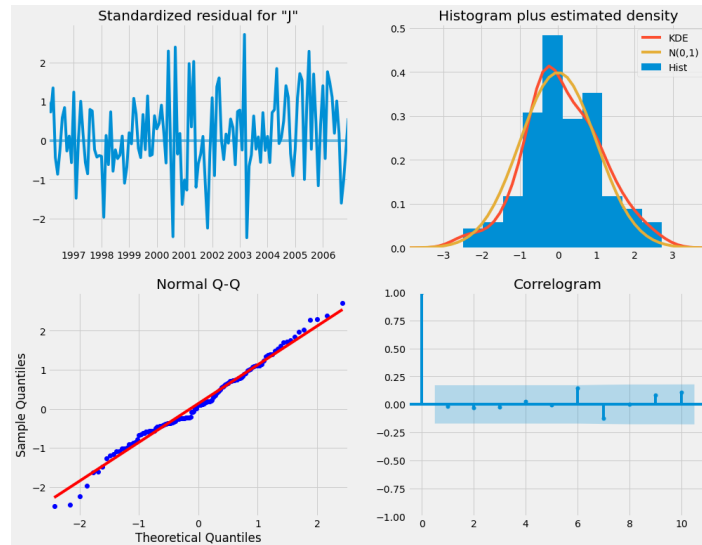 Standardized residual for "J"
2
1
0
−1
−2
1997 1998 1999 2000 2001 2002 2003 2004 2005 2006
Histogram plus estimated density
KDE
N(0,1)
Hist
0.5
0.4
0.3
0.2
0.1
0.0
−3 −2 −1 0 1 2 3
Normal Q-Q
Sample Quantiles
2
1
0
−1
−2
−2 −1 0 1 2
Theoretical Quantiles
Correlogram
1.00
0.75
0.50
0.25
0.00
−0.25
−0.50
−0.75
−1.00
0 2 4 6 8 10